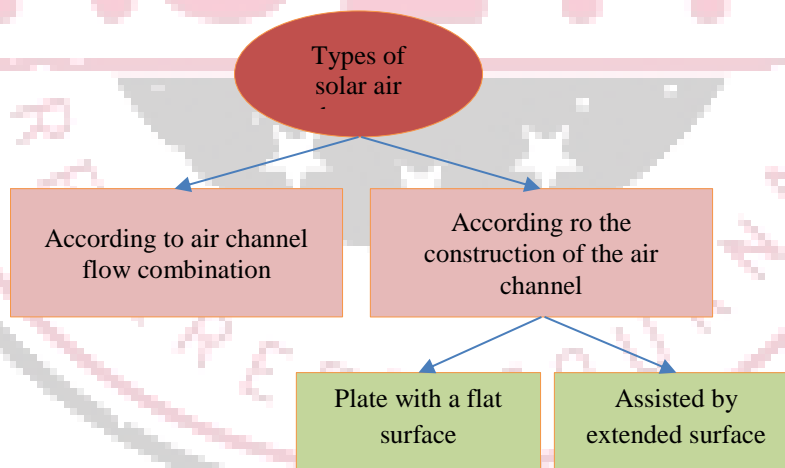 Types of
solar air
According to air channel
flow combination
According ro the
construction of the air
channel
Plate with a flat
surface
Assisted by
extended surface